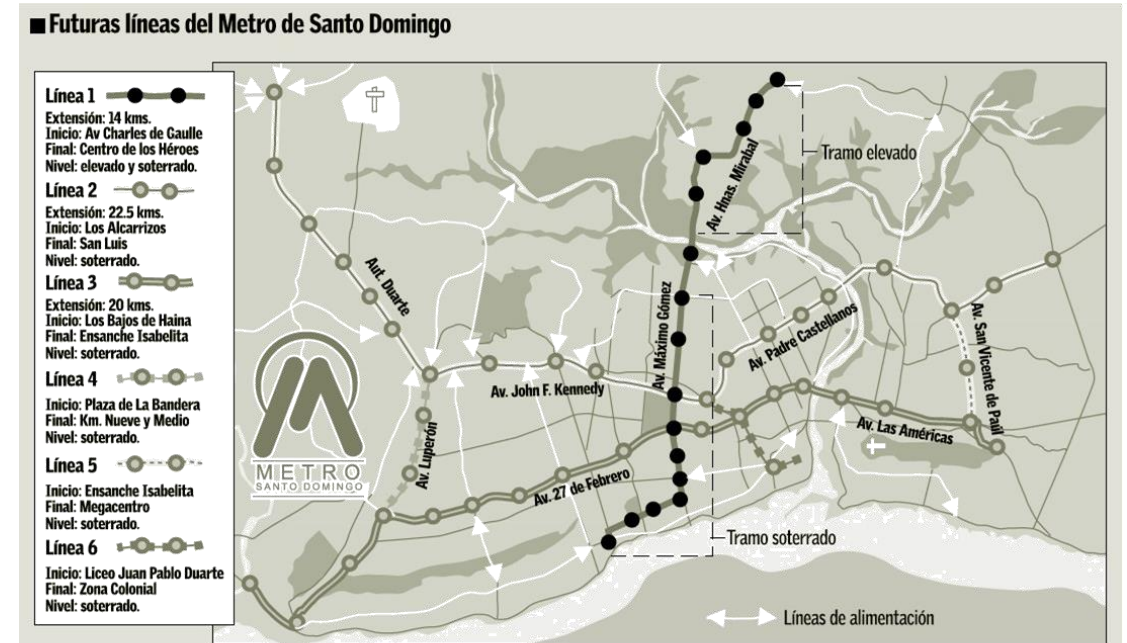 Futuras líneas del Metro de Santo Domingo
Línea 1
Extensión: 14 kms.
Inicio: Av Charles de Gaulle
Final: Centro de los Héroes
Nivel: elevado y soterrado.
Línea 2
Extensión: 22.5 kms.
Inicio: Los Alcarrizos
Final: San Luis
Nivel: soterrado.
Línea 3
Extensión: 20 kms.
Inicio: Los Bajos de Haina
Final: Ensanche Isabelita
Nivel: soterrado.
Línea 4
Inicio: Plaza de La Bandera
Final: Km. Nueve y Medio
Nivel: soterrado.
Línea 5
Inicio: Ensanche Isabelita
Final: Megacentro
Nivel: soterrado.
Línea 6
Inicio: Liceo Juan Pablo Duarte
Final: Zona Colonial
Nivel: soterrado.
METRO
SANTO DOMINGO
Aut. Duarte
Av. Luperón
Av. John F. Kennedy
Av. 27 de Febrero
Av. Máximo Gómez
Av. Hnas. Mirabal
Tramo elevado
Av. Padre Castellanos
Av. San Vicente de Paúl
Av. Las Américas
Tramo soterrado
Líneas de alimentación